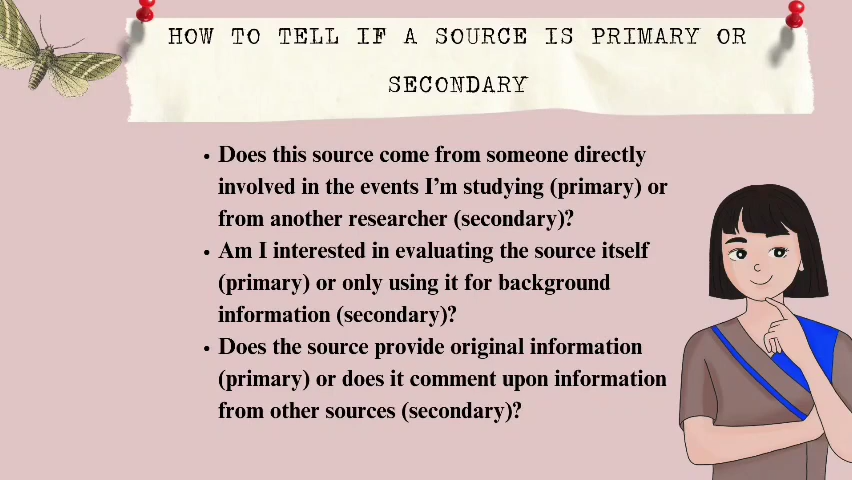 HOW TO TELL IF A SOURCE IS PRIMARY OR
SECONDARY
• Does this source come from someone directly
involved in the events I’m studying (primary) or
from another researcher (secondary)?
• Am I interested in evaluating the source itself
(primary) or only using it for background
information (secondary)?
• Does the source provide original information
(primary) or does it comment upon information
from other sources (secondary)?